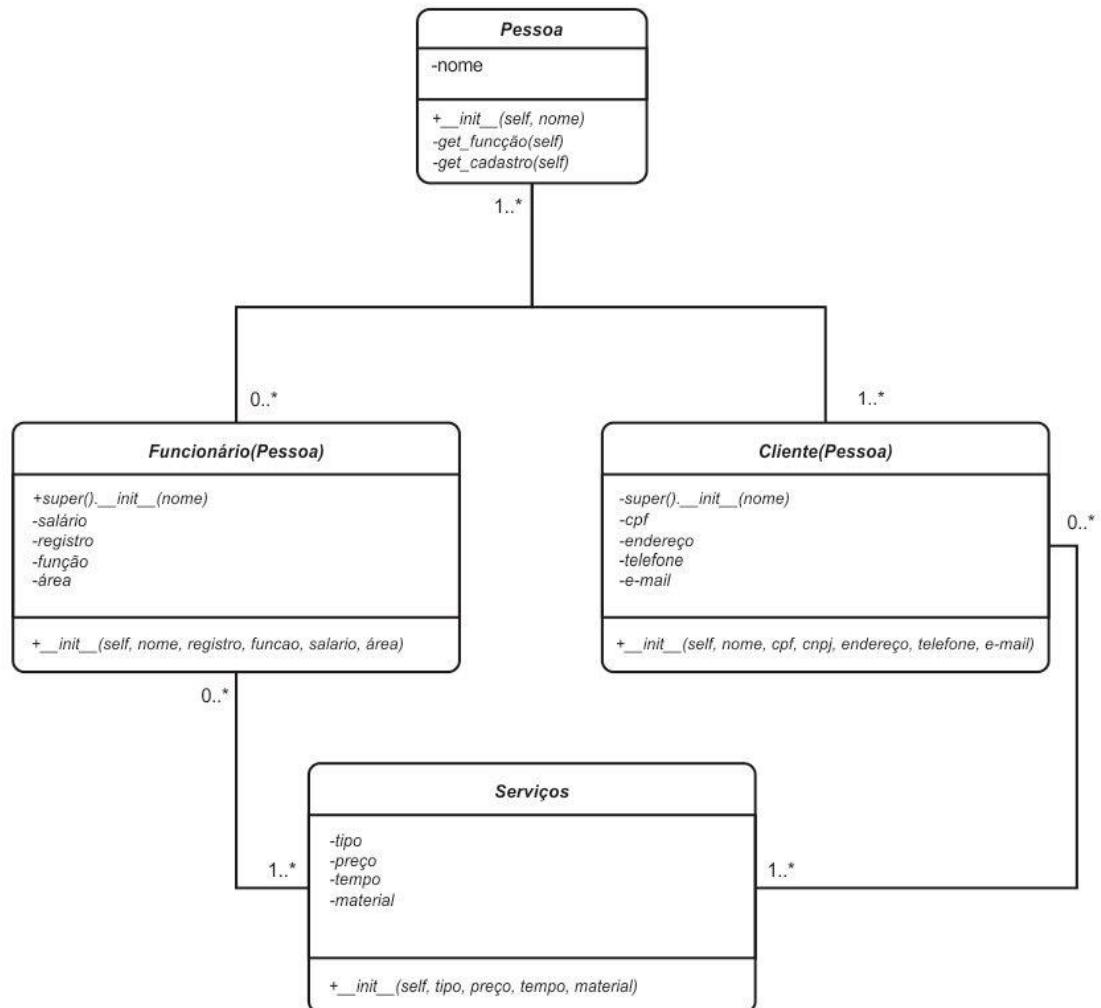 Pessoa
-nome
+__init__(self, nome)
-get_funcção(self)
-get_cadastro(self)
1..*
0..*
1..*
Funcionário(Pessoa)
+super().__init__(nome)
-salário
-registro
-função
-área
+__init__(self, nome, registro, funcao, salario, área)
Cliente(Pessoa)
-super().__init__(nome)
-cpf
-endereço
-telefone
-e-mail
+__init__(self, nome, cpf, cnpj, endereço, telefone, e-mail)
0..*
0..*
Serviços
-tipo
-preço
-tempo
-material
+__init__(self, tipo, preço, tempo, material)
1..*
1..*